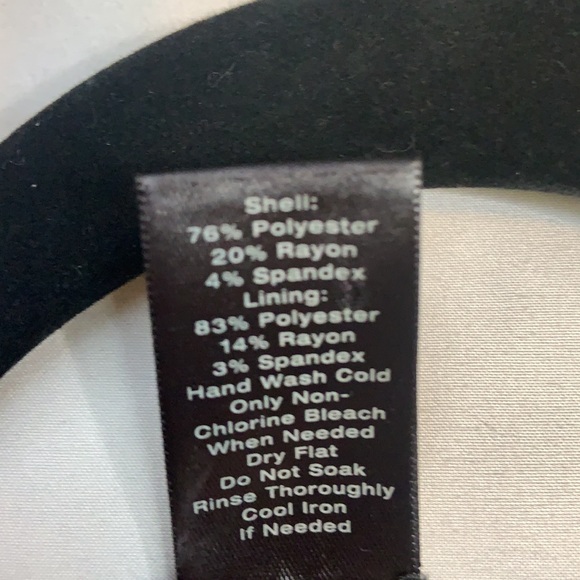 Shell:
76% Polyester
20% Rayon
4% Spandex
Lining:
83% Polyester
14% Rayon
3% Spandex
Hand Wash Cold
Only Non-
Chlorine Bleach
When Needed
Dry Flat
Do Not Soak
Rinse Thoroughly
Cool Iron
If Needed